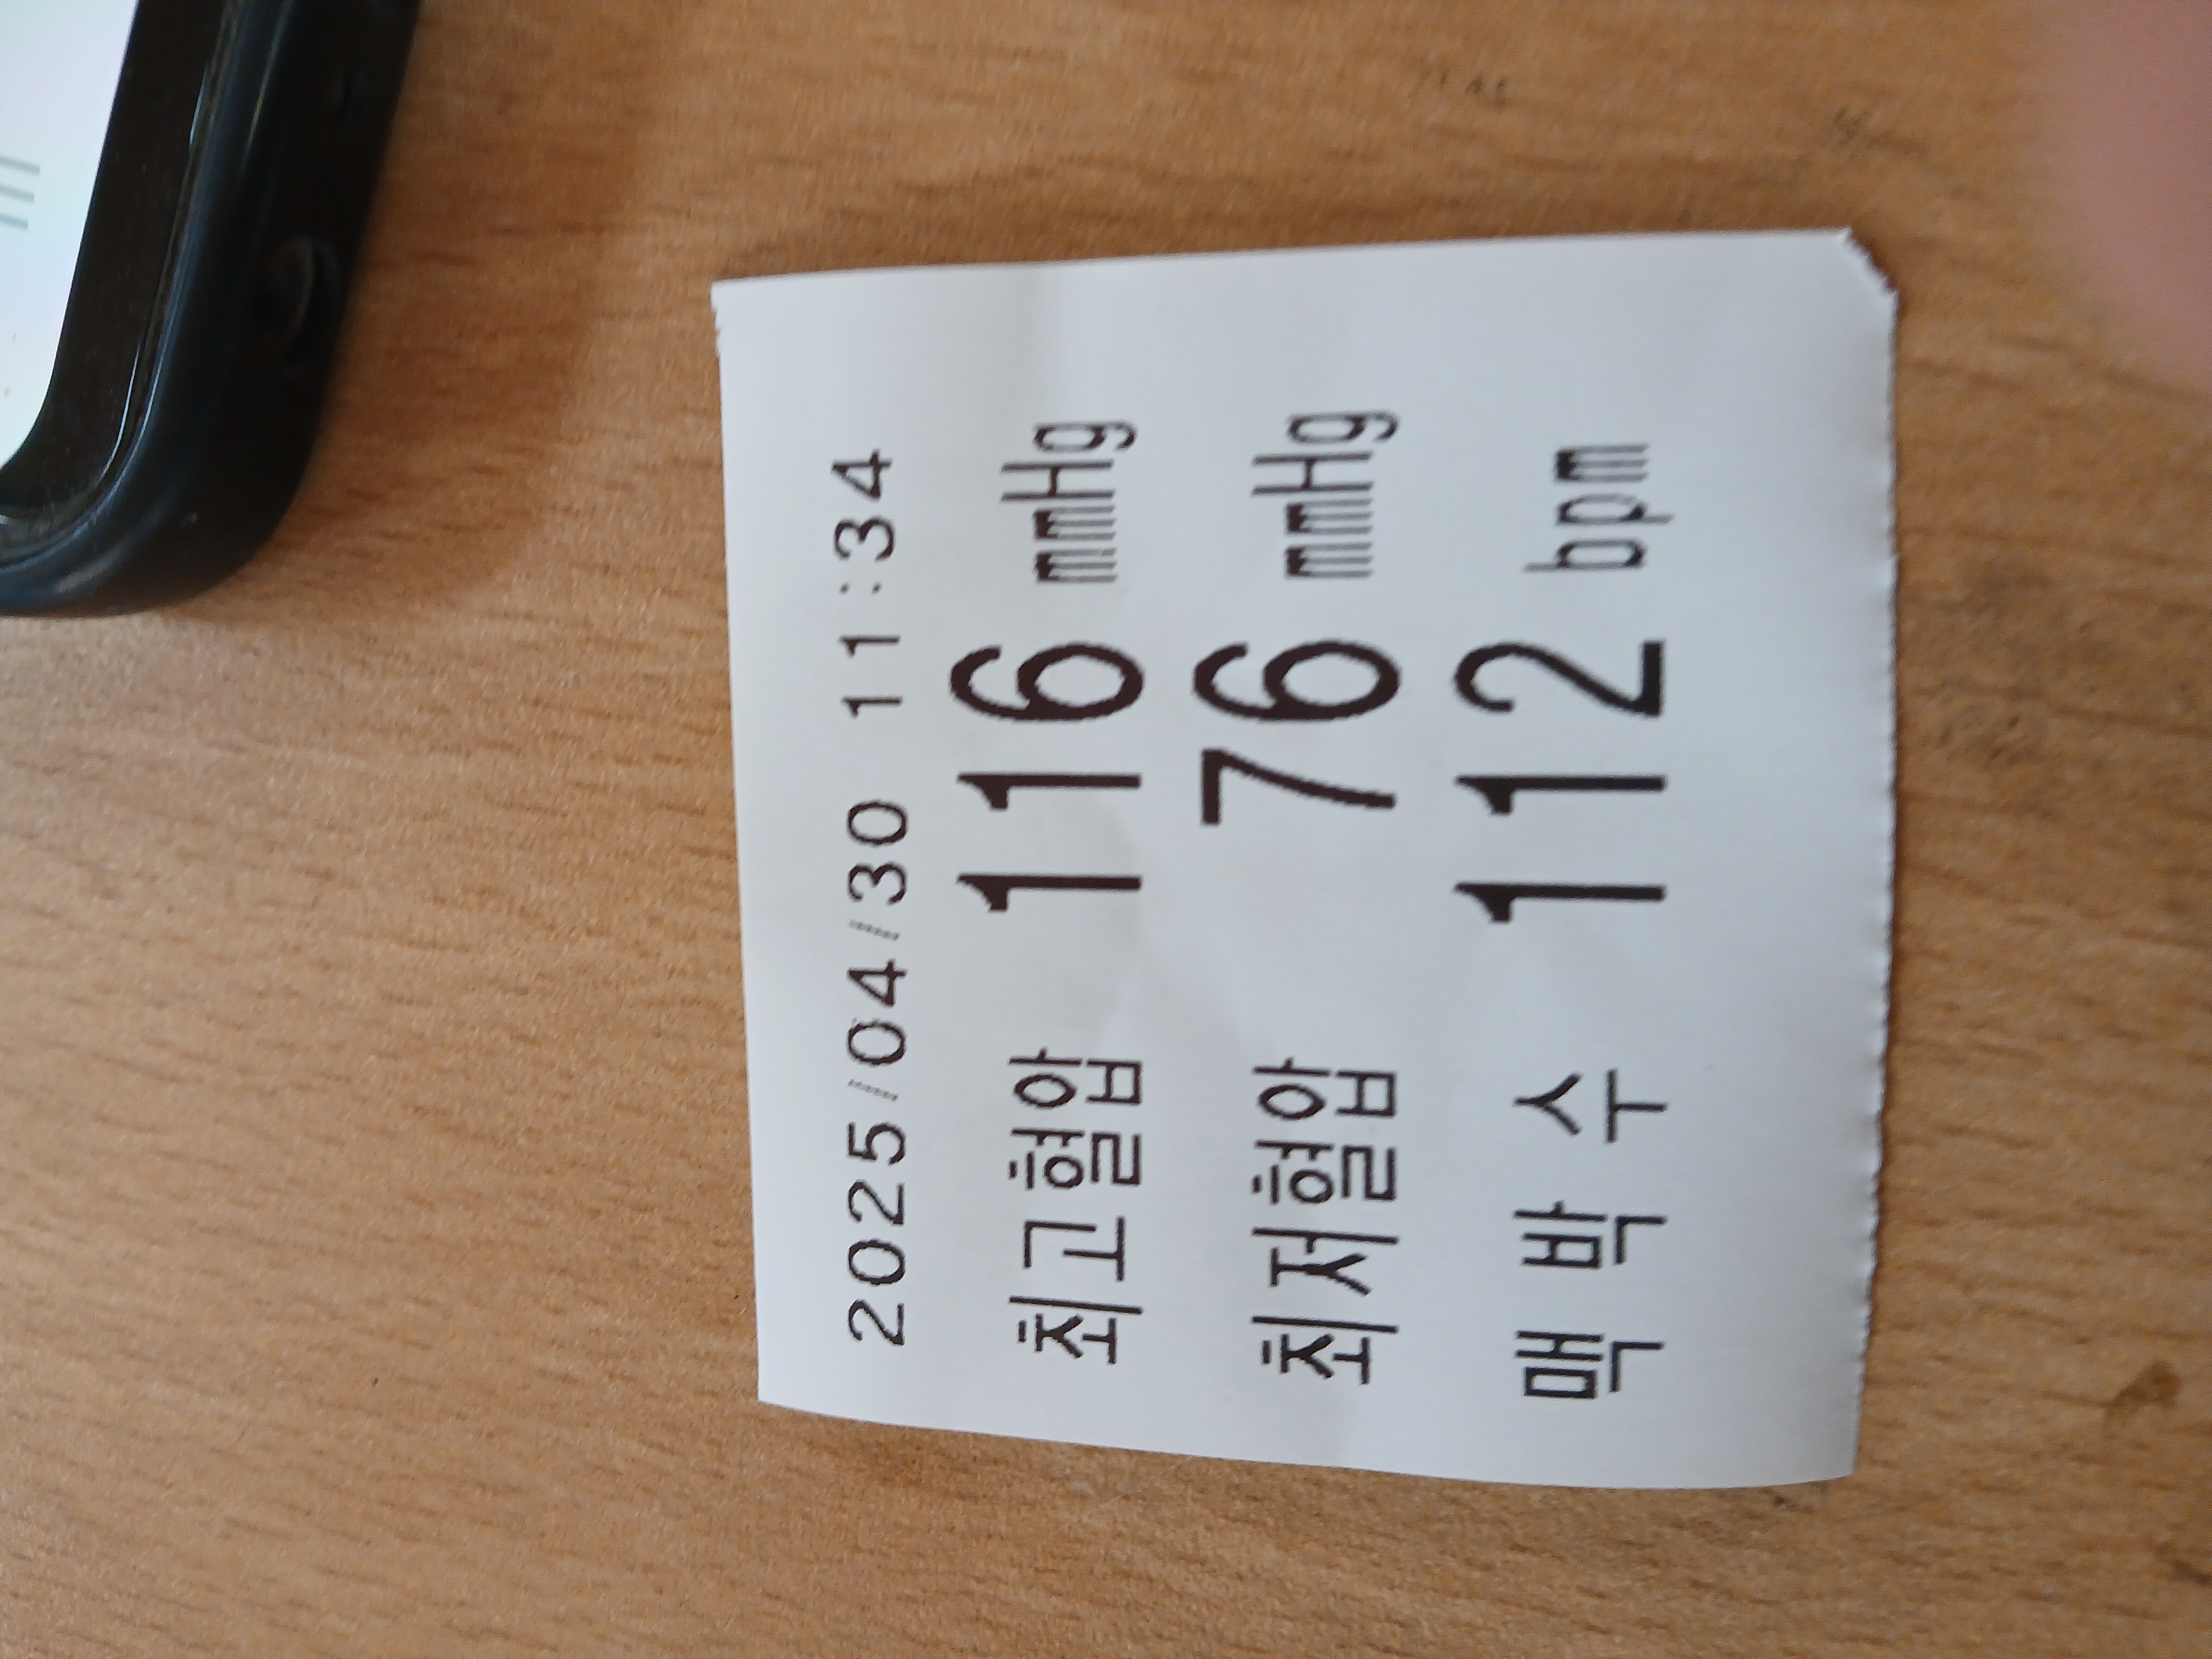 2025/04/30 11:34
최고혈압 116 mmHg
최저혈압 76 mmHg
맥박수 112 bpm